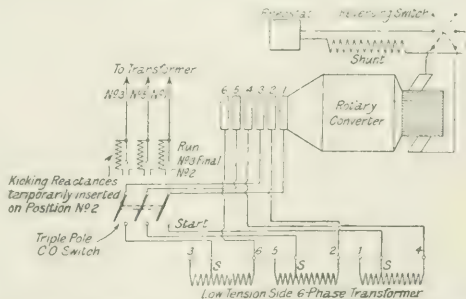 Reversing Switch
Shunt
To Transformer
Nº3 Nº2 Nº1
6 5 4 3 2 1
Rotary
Converter
Run
Nº3 Final
Nº2
Kicking Reactances
temporarily inserted
on Position Nº2
Start
Triple Pole
C O Switch
3 S 6 5 S 2 1 S 4
Low Tension Side 6-Phase Transformer